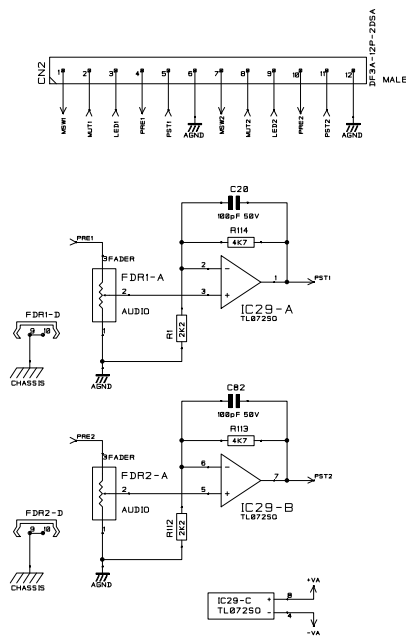 CN2
1 2 3 4 5 6 7 8 9 10 11 12
DF3A-12P-2DSA
MALE
MSW1 MUT1 LED1 PRE1 PST1 AGND MSW2 MUT2 LED2 PRE2 PST2 AGND
C20
100pF 50V
R114
4K7
PRE1
3 FADER
FDR1-A
2
AUDIO
1
AGND
R1
2K2
2
3
1
PST1
IC29-A
TL072SO
FDR1-D
9 10
CHASSIS
C82
100pF 50V
R113
4K7
PRE2
3 FADER
FDR2-A
2
AUDIO
1
AGND
R112
2K2
6
5
7
PST2
IC29-B
TL072SO
FDR2-D
9 10
CHASSIS
IC29-C
TL072SO
+ 8
- 4
+VA
-VA